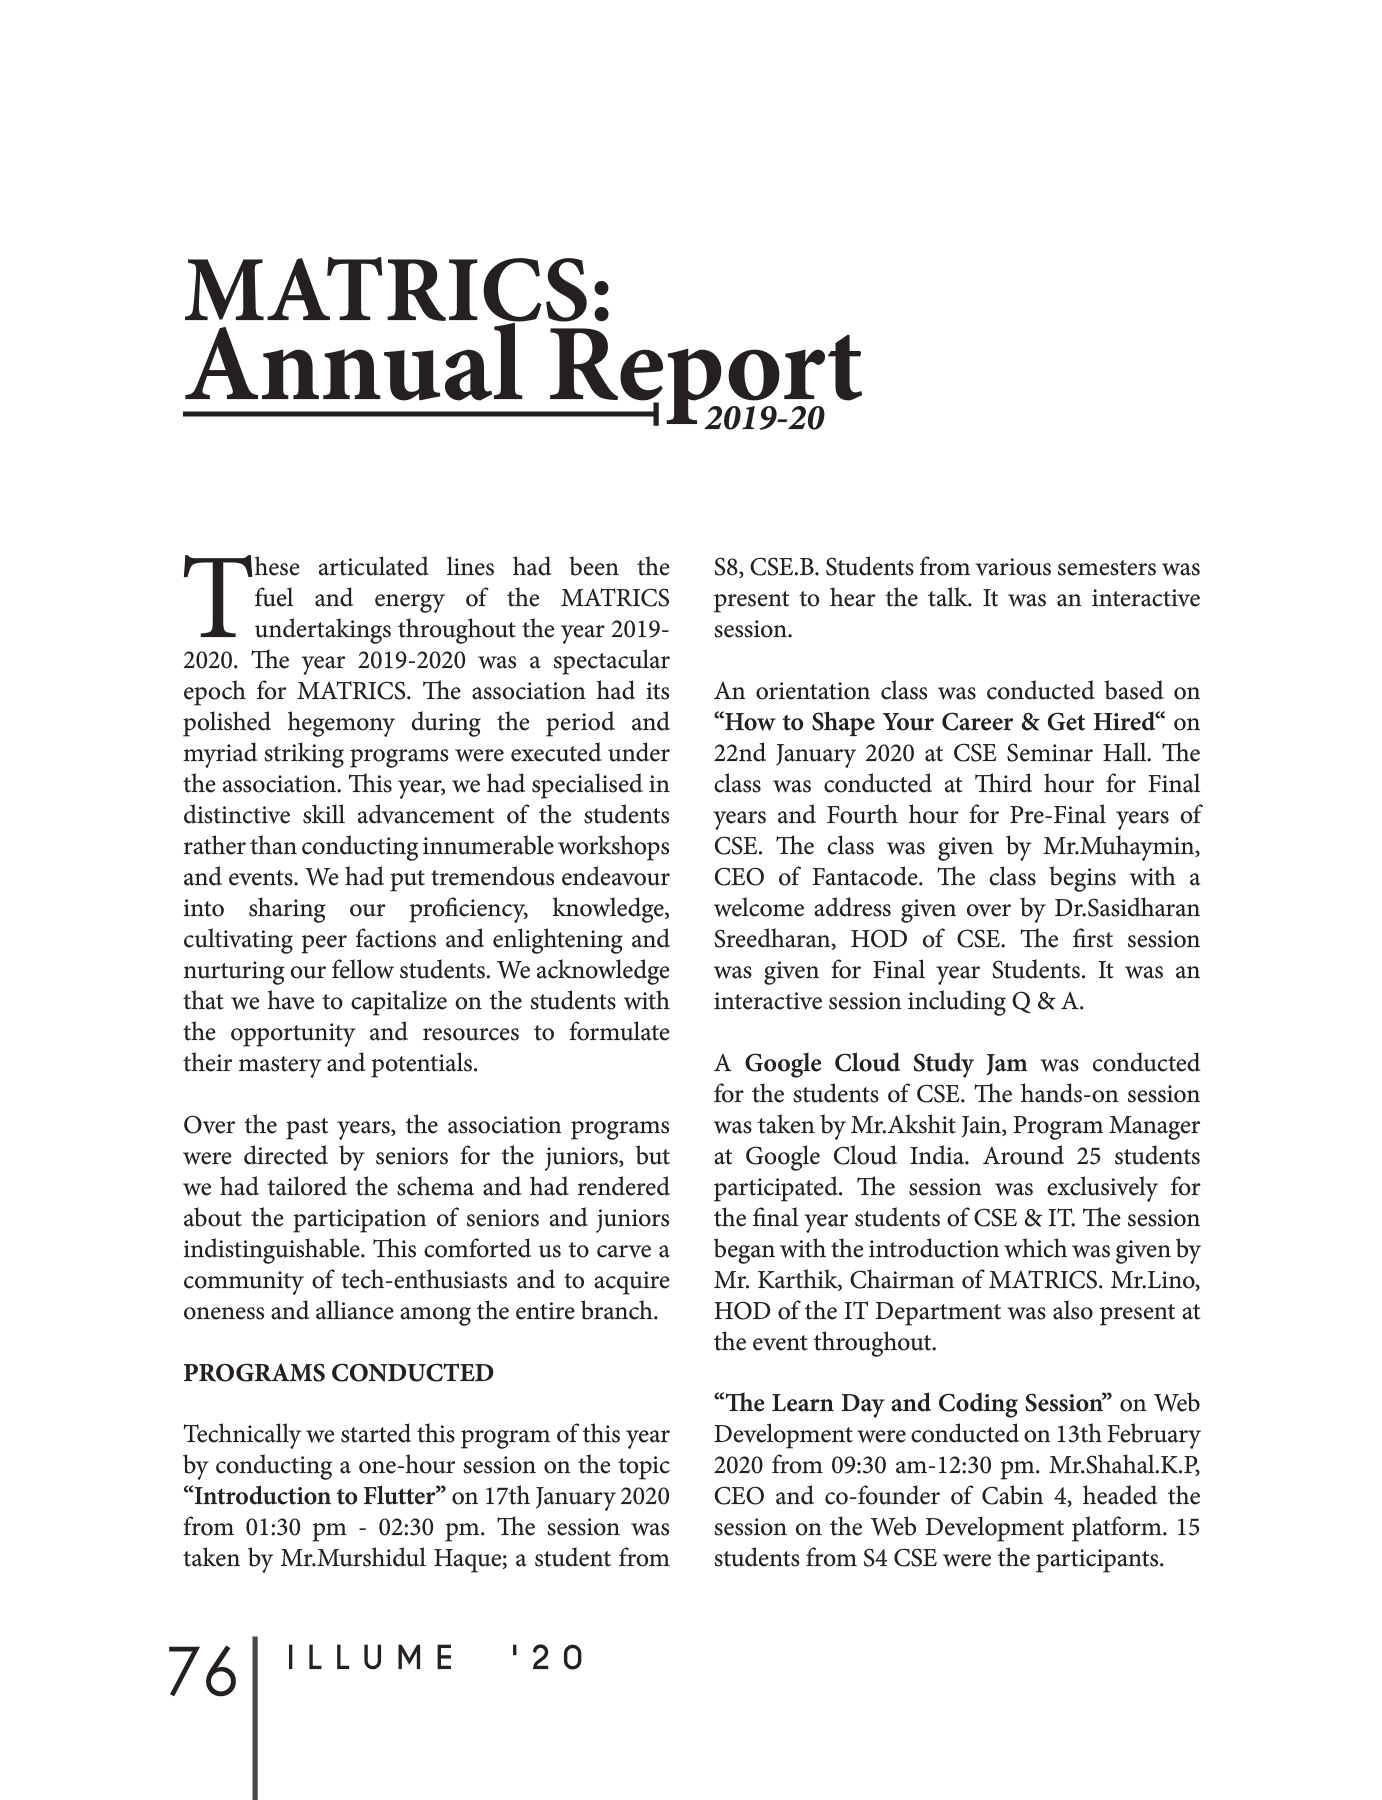 MATRICS:
Annual Report
2019-20
These articulated lines had been the
fuel and energy of the MATRICS
undertakings throughout the year 2019-
2020. The year 2019-2020 was a spectacular
epoch for MATRICS. The association had its
polished hegemony during the period and
myriad striking programs were executed under
the association. This year, we had specialised in
distinctive skill advancement of the students
rather than conducting innumerable workshops
and events. We had put tremendous endeavour
into sharing our proficiency, knowledge,
cultivating peer factions and enlightening and
nurturing our fellow students. We acknowledge
that we have to capitalize on the students with
the opportunity and resources to formulate
their mastery and potentials.
Over the past years, the association programs
were directed by seniors for the juniors, but
we had tailored the schema and had rendered
about the participation of seniors and juniors
indistinguishable. This comforted us to carve a
community of tech-enthusiasts and to acquire
oneness and alliance among the entire branch.
PROGRAMS CONDUCTED
Technically we started this program of this year
by conducting a one-hour session on the topic
“Introduction to Flutter” on 17th January 2020
from 01:30 pm - 02:30 pm. The session was
taken by Mr.Murshidul Haque; a student from
S8, CSE.B. Students from various semesters was
present to hear the talk. It was an interactive
session.
An orientation class was conducted based on
“How to Shape Your Career & Get Hired“ on
22nd January 2020 at CSE Seminar Hall. The
class was conducted at Third hour for Final
years and Fourth hour for Pre-Final years of
CSE. The class was given by Mr.Muhaymin,
CEO of Fantacode. The class begins with a
welcome address given over by Dr.Sasidharan
Sreedharan, HOD of CSE. The first session
was given for Final year Students. It was an
interactive session including Q & A.
A Google Cloud Study Jam was conducted
for the students of CSE. The hands-on session
was taken by Mr.Akshit Jain, Program Manager
at Google Cloud India. Around 25 students
participated. The session was exclusively for
the final year students of CSE & IT. The session
began with the introduction which was given by
Mr. Karthik, Chairman of MATRICS. Mr.Lino,
HOD of the IT Department was also present at
the event throughout.
“The Learn Day and Coding Session” on Web
Development were conducted on 13th February
2020 from 09:30 am-12:30 pm. Mr.Shahal.K.P,
CEO and co-founder of Cabin 4, headed the
session on the Web Development platform. 15
students from S4 CSE were the participants.
76 ILLUME '20